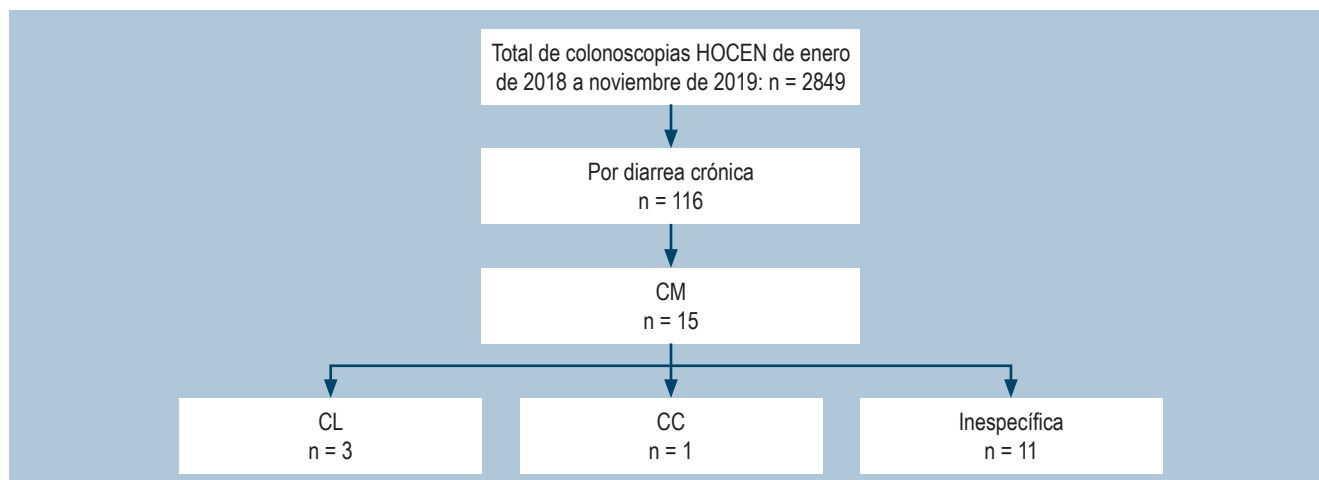 Total de colonoscopias HOCEN de enero
de 2018 a noviembre de 2019: n = 2849
Por diarrea crónica
n = 116
CM
n = 15
CL
n = 3
CC
n = 1
Inespecífica
n = 11